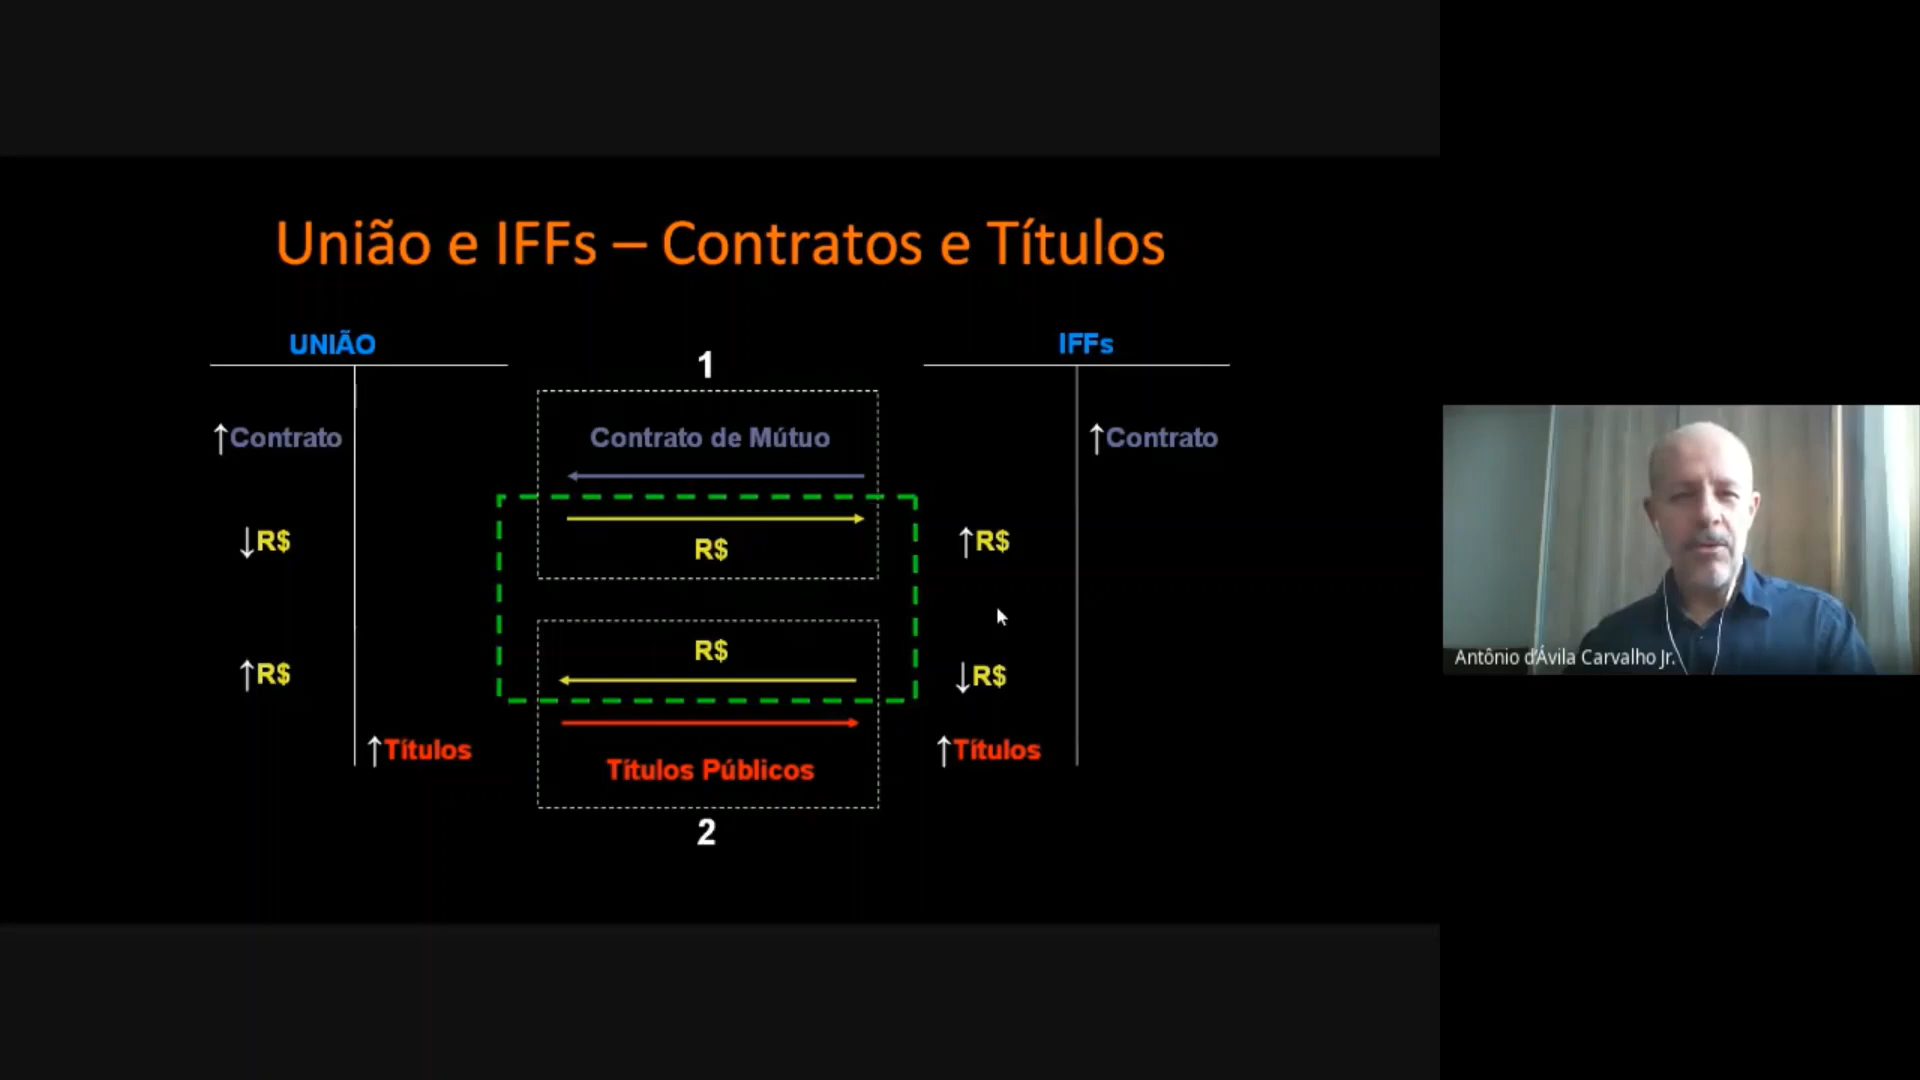 União e IFFs – Contratos e Títulos
UNIÃO
1
IFFs
↑Contrato
Contrato de Mútuo
↑Contrato
↓R$
R$
↑R$
↑R$
R$
↓R$
↑Títulos
Títulos Públicos
↑Títulos
2
Antônio d'Ávila Carvalho Jr.